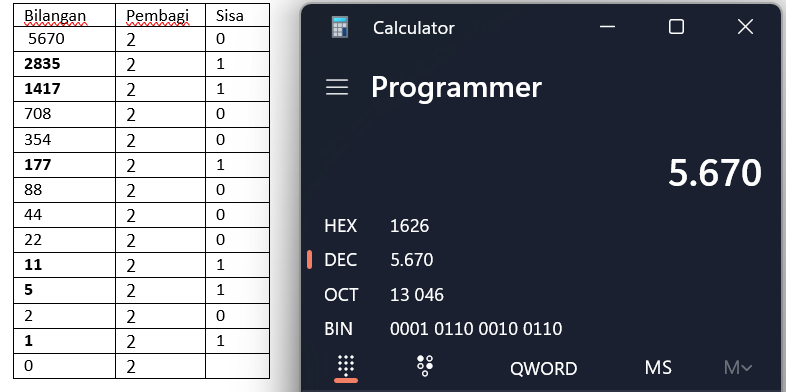 Bilangan Pembagi Sisa
5670 2 0
2835 2 1
1417 2 1
708 2 0
354 2 0
177 2 1
88 2 0
44 2 0
22 2 0
11 2 1
5 2 1
2 2 0
1 2 1
0 2
Calculator
Programmer
5.670
HEX 1626
DEC 5.670
OCT 13 046
BIN 0001 0110 0010 0110
QWORD MS M